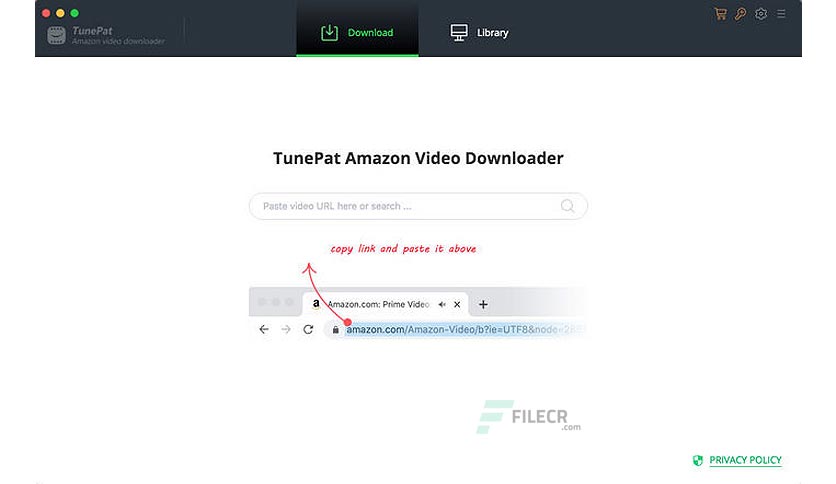 TunePat
Amazon video downloader
Download
Library
TunePat Amazon Video Downloader
Paste video URL here or search ...
copy link and paste it above
a Amazon.com: Prime Video
amazon.com/Amazon-Video/b?ie=UTF8&node=
FILECR
.com
PRIVACY POLICY